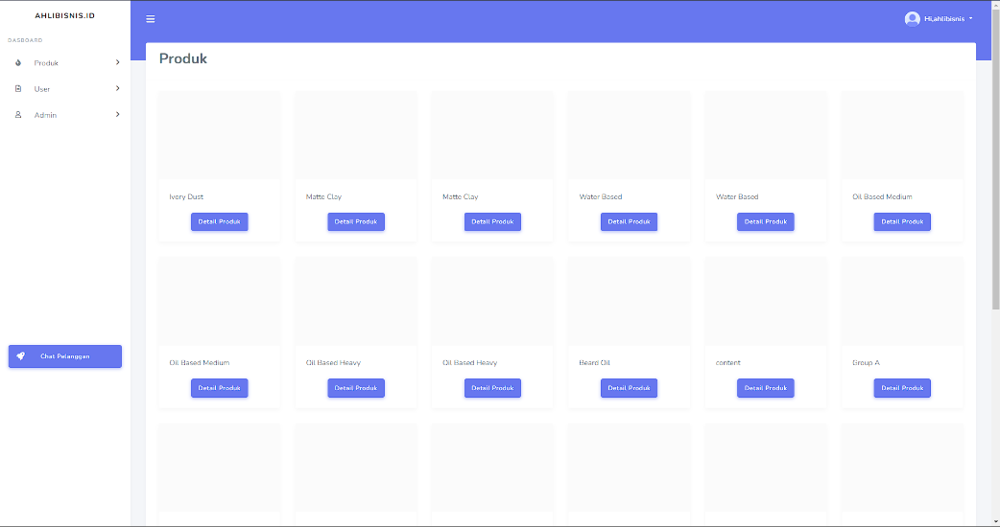 AHLIBISNIS.ID
DASBOARD
Produk
User
Admin
Chat Pelanggan
Hi,ahlibisnis
Produk
Ivory Dust
Detail Produk
Matte Clay
Detail Produk
Matte Clay
Detail Produk
Water Based
Detail Produk
Water Based
Detail Produk
Oil Based Medium
Detail Produk
Oil Based Medium
Detail Produk
Oil Based Heavy
Detail Produk
Oil Based Heavy
Detail Produk
Beard Oil
Detail Produk
content
Detail Produk
Group A
Detail Produk